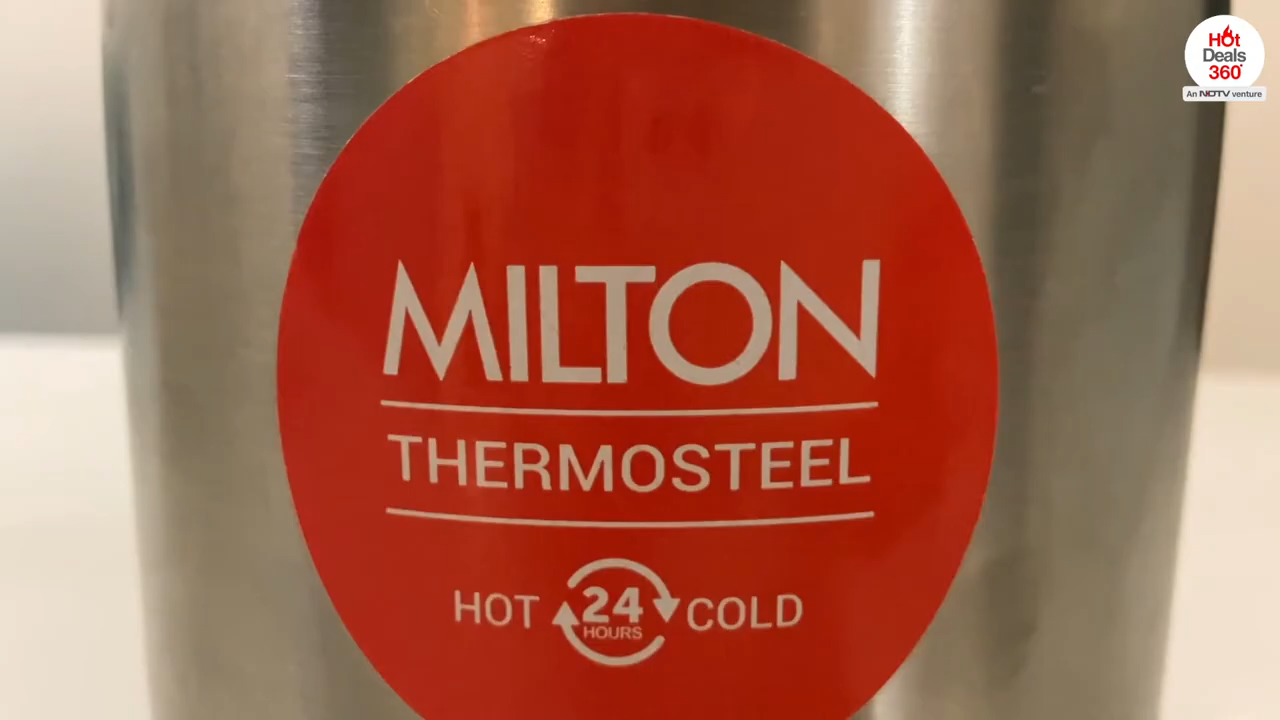 MILTON
THERMOSTEEL
HOT 24 HOURS COLD
Hot
Deals
360°
An NDTV venture